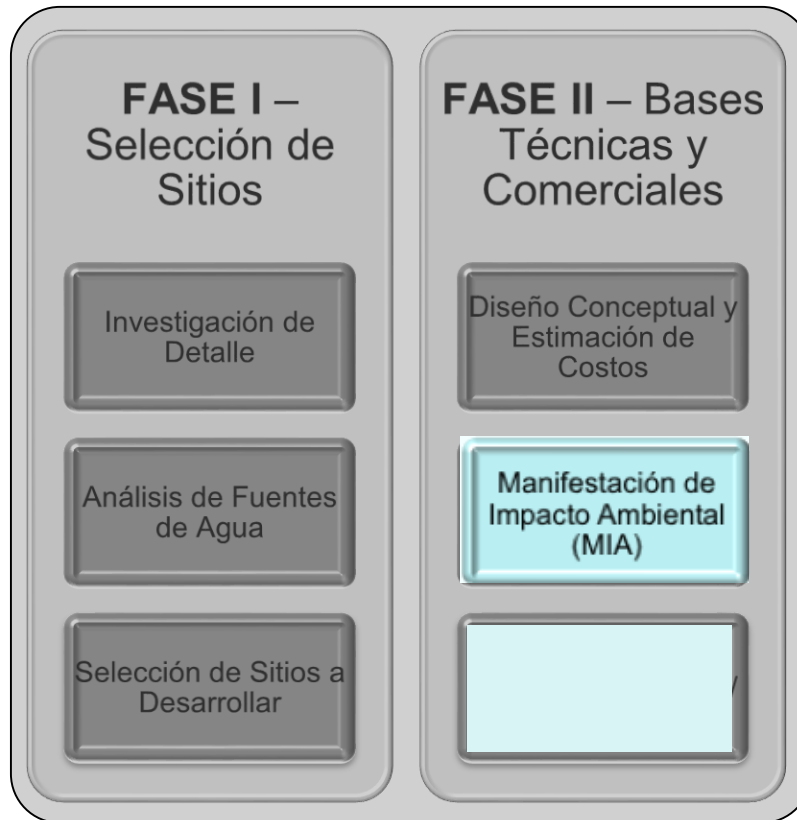 FASE I –
Selección de
Sitios
Investigación de
Detalle
Análisis de Fuentes
de Agua
Selección de Sitios a
Desarrollar
FASE II – Bases
Técnicas y
Comerciales
Diseño Conceptual y
Estimación de
Costos
Manifestación de
Impacto Ambiental
(MIA)